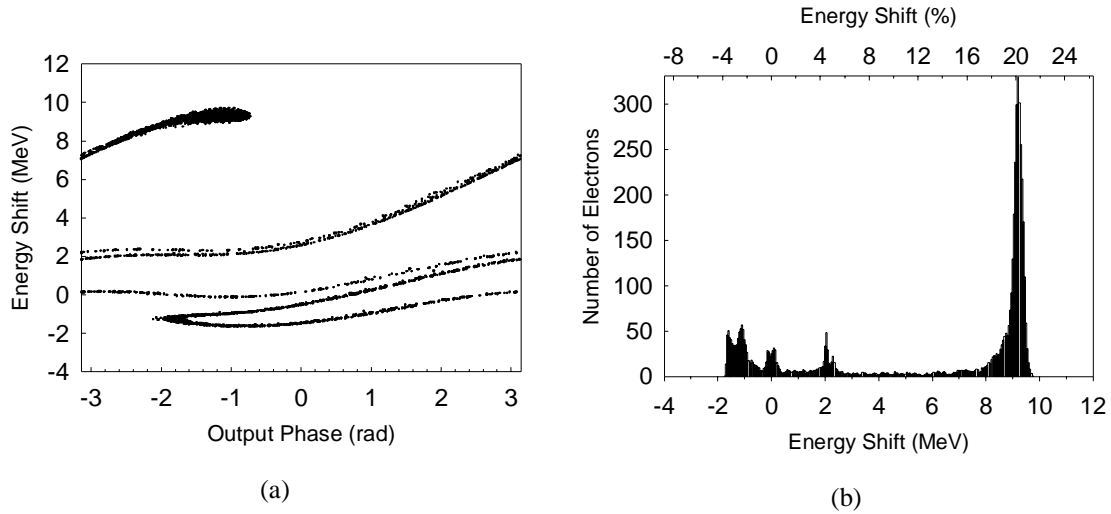 12
10
8
6
4
2
0
-2
-4
Energy Shift (MeV)
-3 -2 -1 0 1 2 3
Output Phase (rad)
(a)
Energy Shift (%)
-8 -4 0 4 8 12 16 20 24
300
250
200
150
100
50
0
Number of Electrons
-4 -2 0 2 4 6 8 10 12
Energy Shift (MeV)
(b)